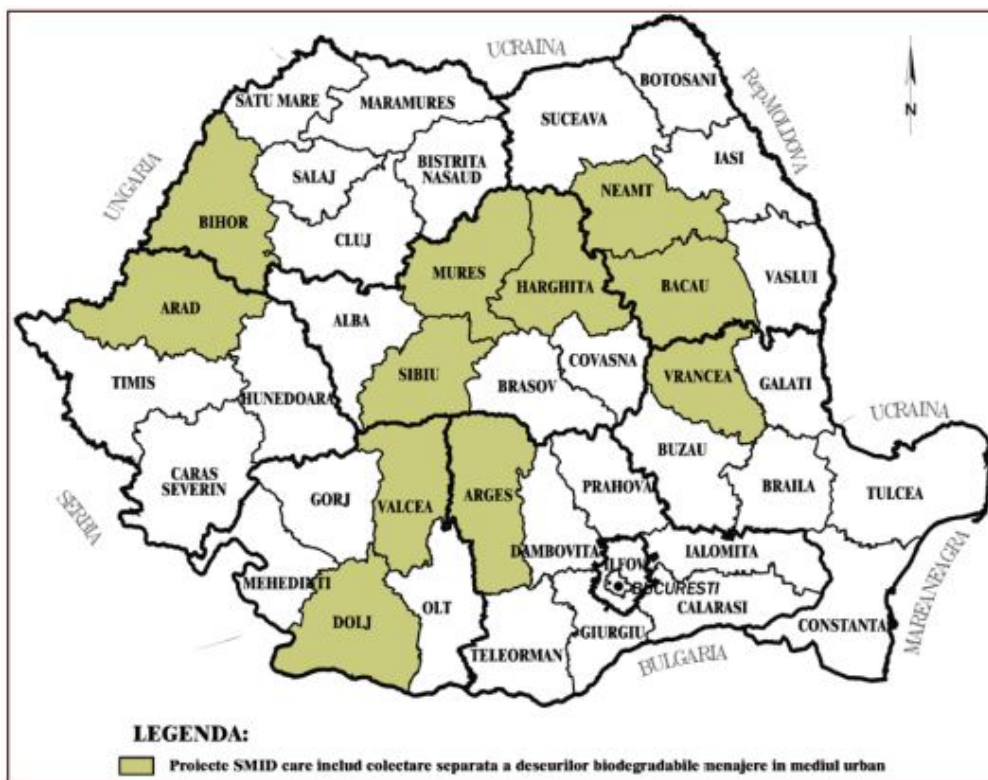 UCRAINA
BOTOSANI
SATU MARE
MARAMURES
SUCEAVA
Rep.MOLDOVA
N
IASI
UNGARIA
SALAJ
BISTRITA
NASAUD
NEAMT
BIHOR
CLUJ
MURES
HARGHITA
BACAU
VASLUI
ARAD
ALBA
COVASNA
TIMIS
HUNEDOARA
SIBIU
BRASOV
VRANCEA
GALATI
UCRAINA
CARAS
SEVERIN
GORJ
VALCEA
ARGES
PRAHOVA
BUZAU
BRAILA
TULCEA
SERBIA
DAMBOVITA
IALOMITA
ILFOV
BUCURESTI
MEHEDINTI
DOLJ
OLT
CALARASI
TELEORMAN
GIURGIU
CONSTANTA
MAREA NEAGRA
BULGARIA
LEGENDA:
Proiecte SMID care includ colectare separata a deseurilor biodegradabile menajere in mediul urban